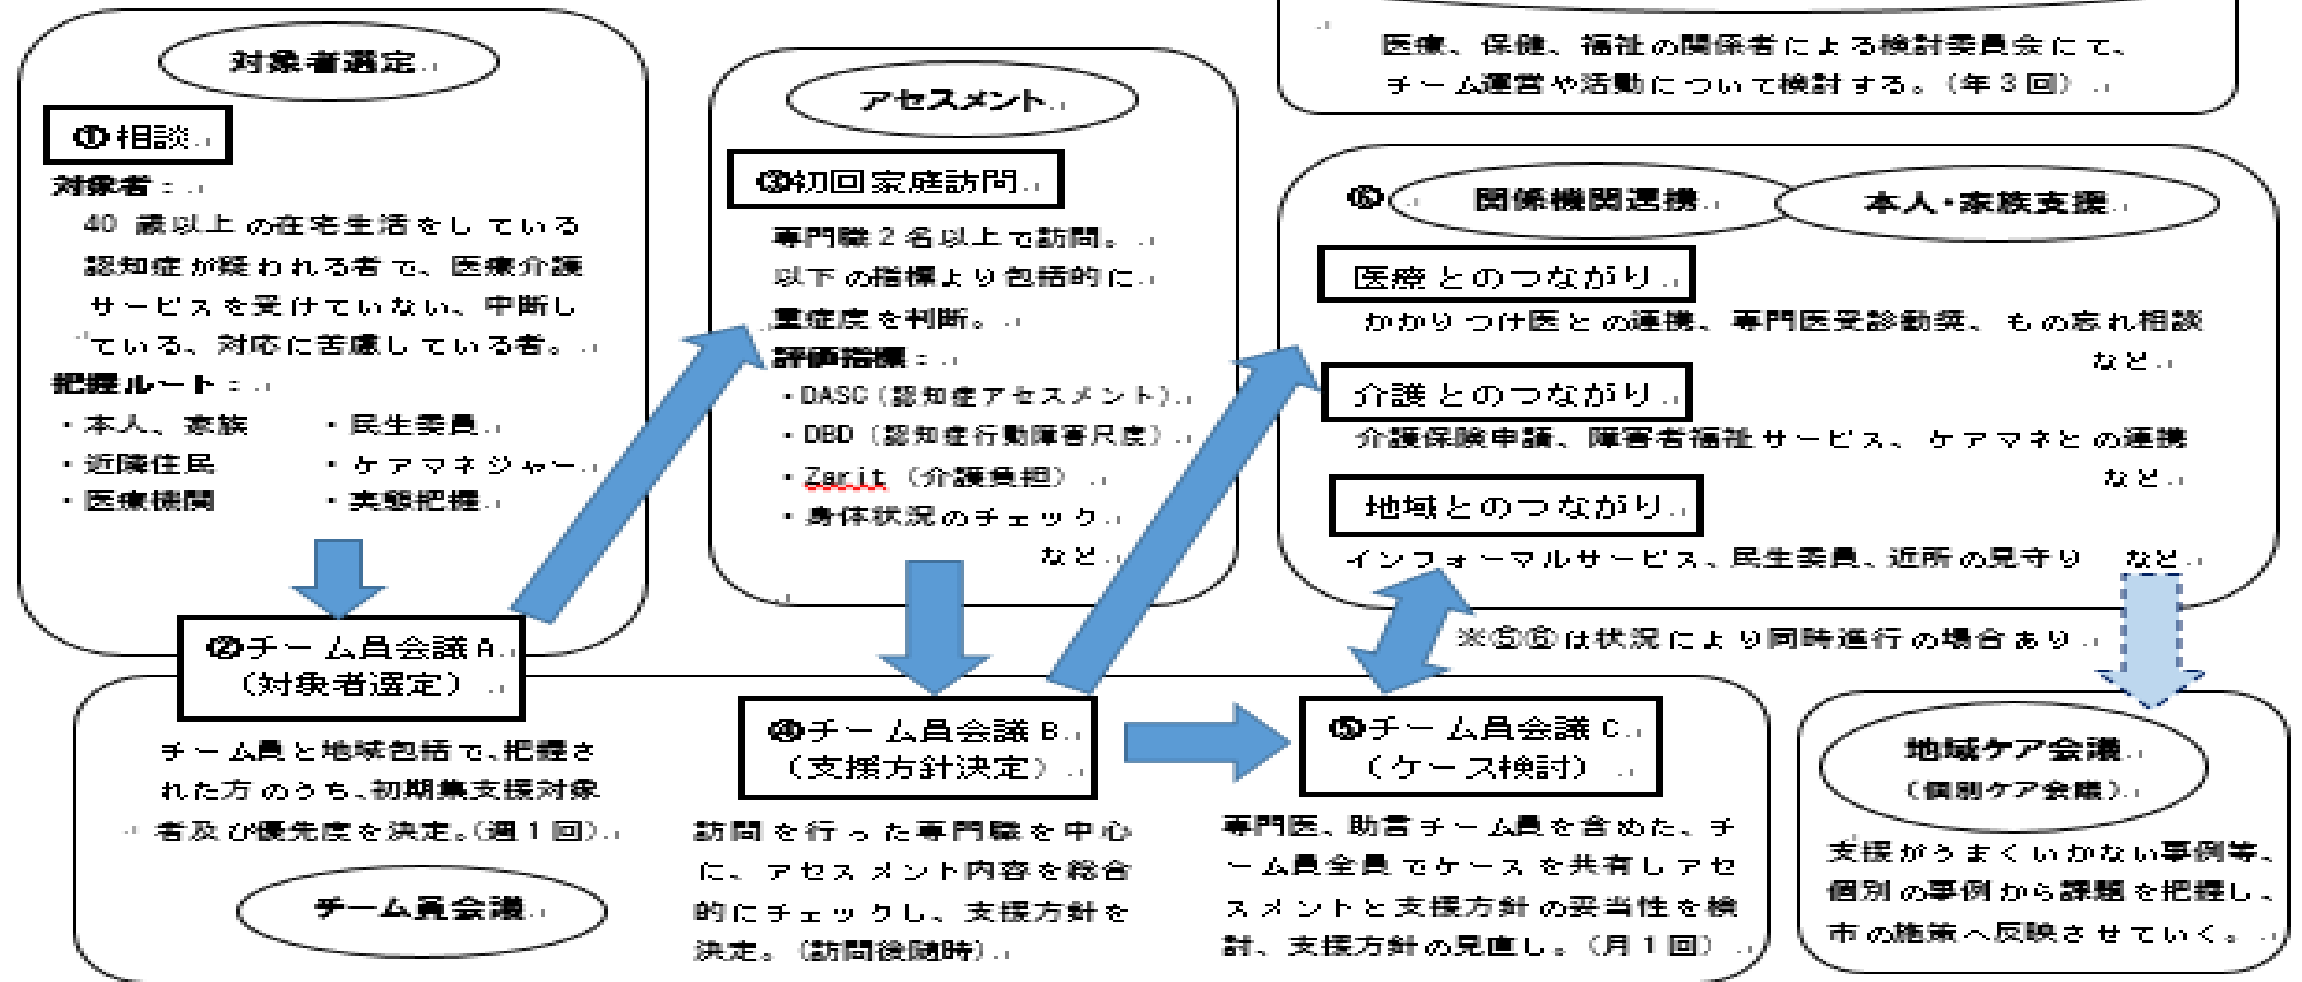 対象者選定
①相談
対象者：
40 歳以上の在宅生活をしている
認知症が疑われる者で、医療介護
サービスを受けていない、中断し
ている、対応に苦慮している者。
把握ルート：
・本人、家族　・民生委員
・近隣住民　・ケアマネジャー
・医療機関　・実態把握
②チーム員会議A
（対象者選定）
チーム員と地域包括で、把握さ
れた方のうち、初期集支援対象
者及び優先度を決定。(週1回)
チーム員会議
アセスメント
③初回家庭訪問
専門職2名以上で訪問。
以下の指標より包括的に
重症度を判断。
評価指標：
・DASC(認知症アセスメント)
・DBD（認知症行動障害尺度）
・Zarit（介護負担）
・身体状況のチェック
など
④チーム員会議B
（支援方針決定）
訪問を行った専門職を中心
に、アセスメント内容を総合
的にチェックし、支援方針を
決定。(訪問後随時)
医療、保健、福祉の関係者による検討委員会にて、
チーム運営や活動について検討する。(年3回)
⑥　関係機関連携　本人・家族支援
医療とのつながり
かかりつけ医との連携、専門医受診勧奨、もの忘れ相談
など
介護とのつながり
介護保険申請、障害者福祉サービス、ケアマネとの連携
など
地域とのつながり
インフォーマルサービス、民生委員、近所の見守り　など
※⑤⑥は状況により同時進行の場合あり
⑤チーム員会議C
（ケース検討）
専門医、助言チーム員を含めた、チ
ーム員全員でケースを共有しアセ
スメントと支援方針の妥当性を検
討、支援方針の見直し。(月1回)
地域ケア会議
（個別ケア会議）
支援がうまくいかない事例等、
個別の事例から課題を把握し、
市の施策へ反映させていく。